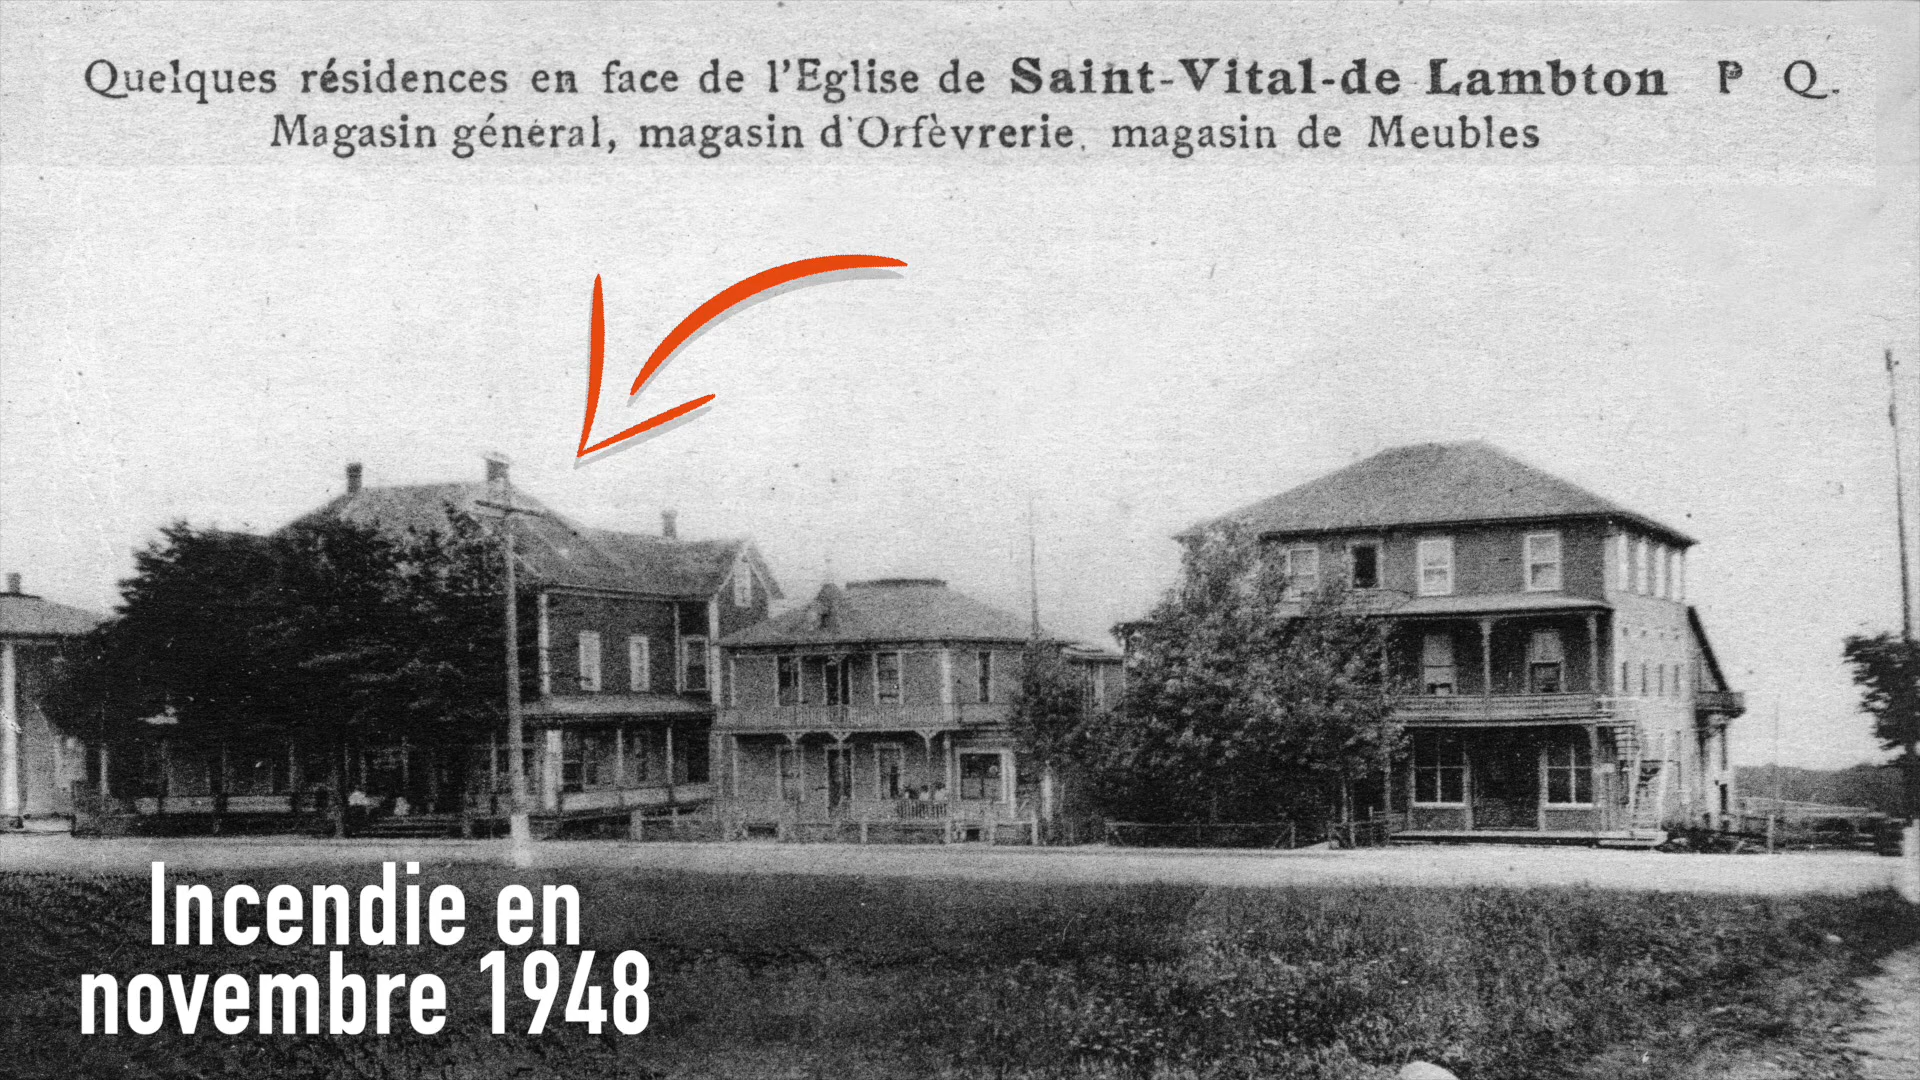 Quelques résidences en face de l'Eglise de Saint-Vital-de Lambton P Q.
Magasin général, magasin d'Orfèvrerie. magasin de Meubles
Incendie en
novembre 1948